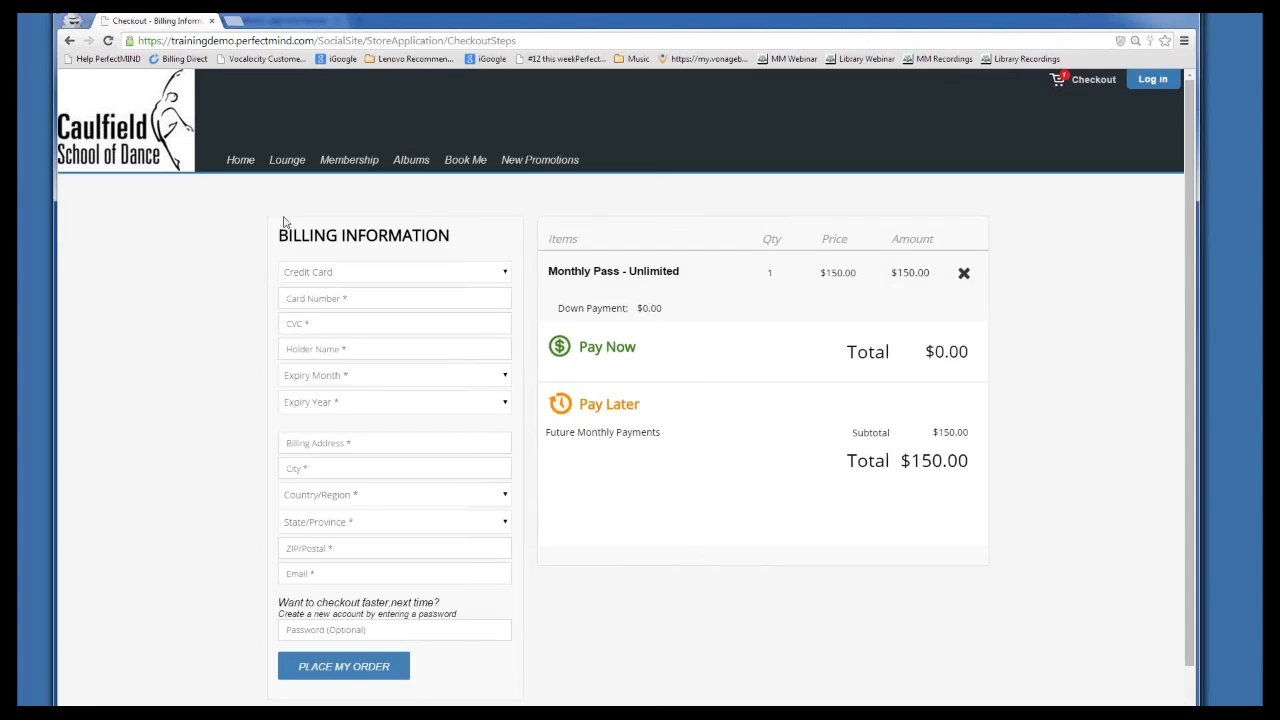 Checkout - Billing Inform
https://trainingdemo.perfectmind.com/SocialSite/StoreApplication/CheckoutSteps
Help PerfectMIND Billing Direct Vocalocity Custome... iGoogle Lenovo Recommen... iGoogle #12 this weekPerfect... Music https://my.vonageb... MM Webinar Library Webinar MM Recordings Library Recordings
Caulfield
School of Dance
Checkout Log in
Home Lounge Membership Albums Book Me New Promotions
BILLING INFORMATION
Credit Card
Card Number *
CVC *
Holder Name *
Expiry Month *
Expiry Year *
Billing Address *
City *
Country/Region *
State/Province *
ZIP/Postal *
Email *
Want to checkout faster next time?
Create a new account by entering a password
Password (Optional)
PLACE MY ORDER
Items Qty Price Amount
Monthly Pass - Unlimited 1 $150.00 $150.00
Down Payment: $0.00
Pay Now Total $0.00
Pay Later
Future Monthly Payments Subtotal $150.00
Total $150.00